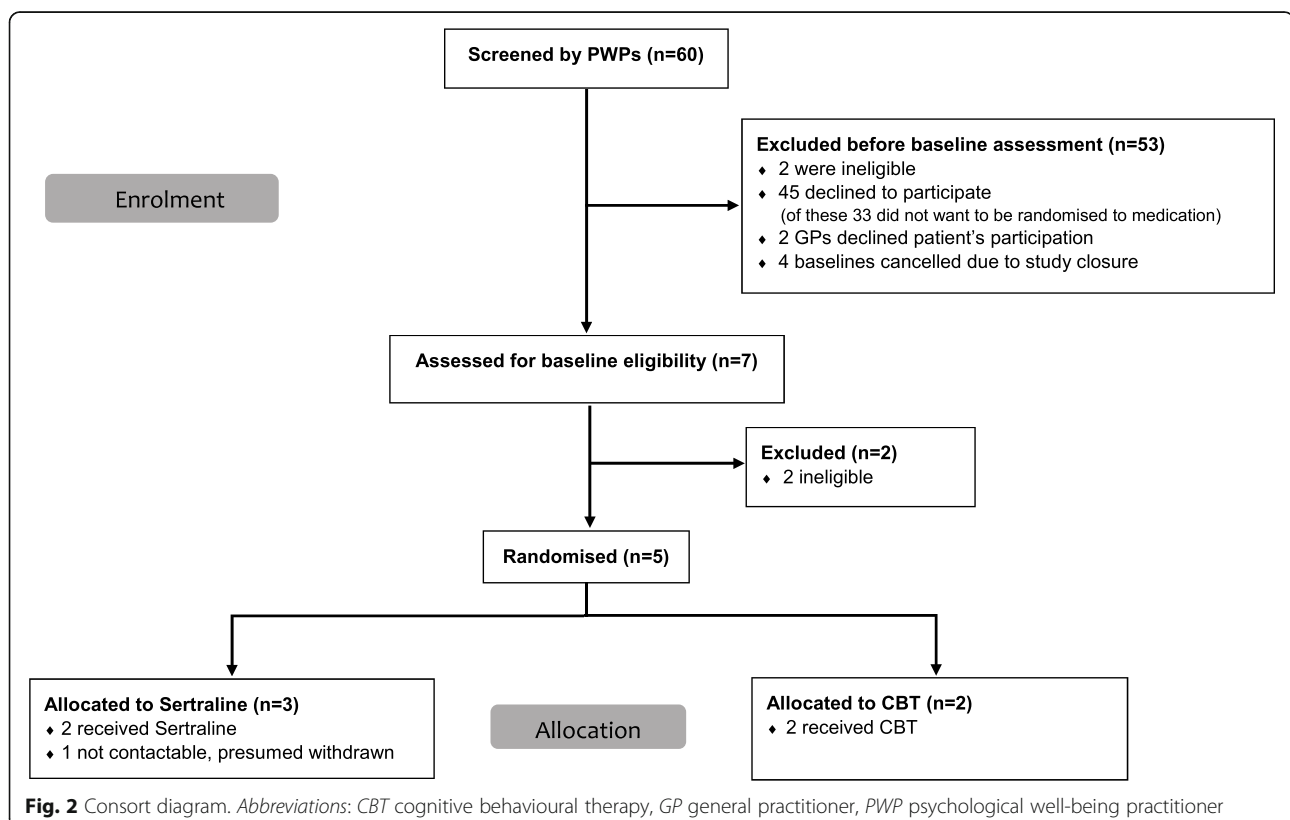 Screened by PWPs (n=60)
Excluded before baseline assessment (n=53)
♦ 2 were ineligible
♦ 45 declined to participate
(of these 33 did not want to be randomised to medication)
♦ 2 GPs declined patient’s participation
♦ 4 baselines cancelled due to study closure
Enrolment
Assessed for baseline eligibility (n=7)
Excluded (n=2)
♦ 2 ineligible
Randomised (n=5)
Allocated to Sertraline (n=3)
♦ 2 received Sertraline
♦ 1 not contactable, presumed withdrawn
Allocation
Allocated to CBT (n=2)
♦ 2 received CBT
Fig. 2 Consort diagram. Abbreviations: CBT cognitive behavioural therapy, GP general practitioner, PWP psychological well-being practitioner